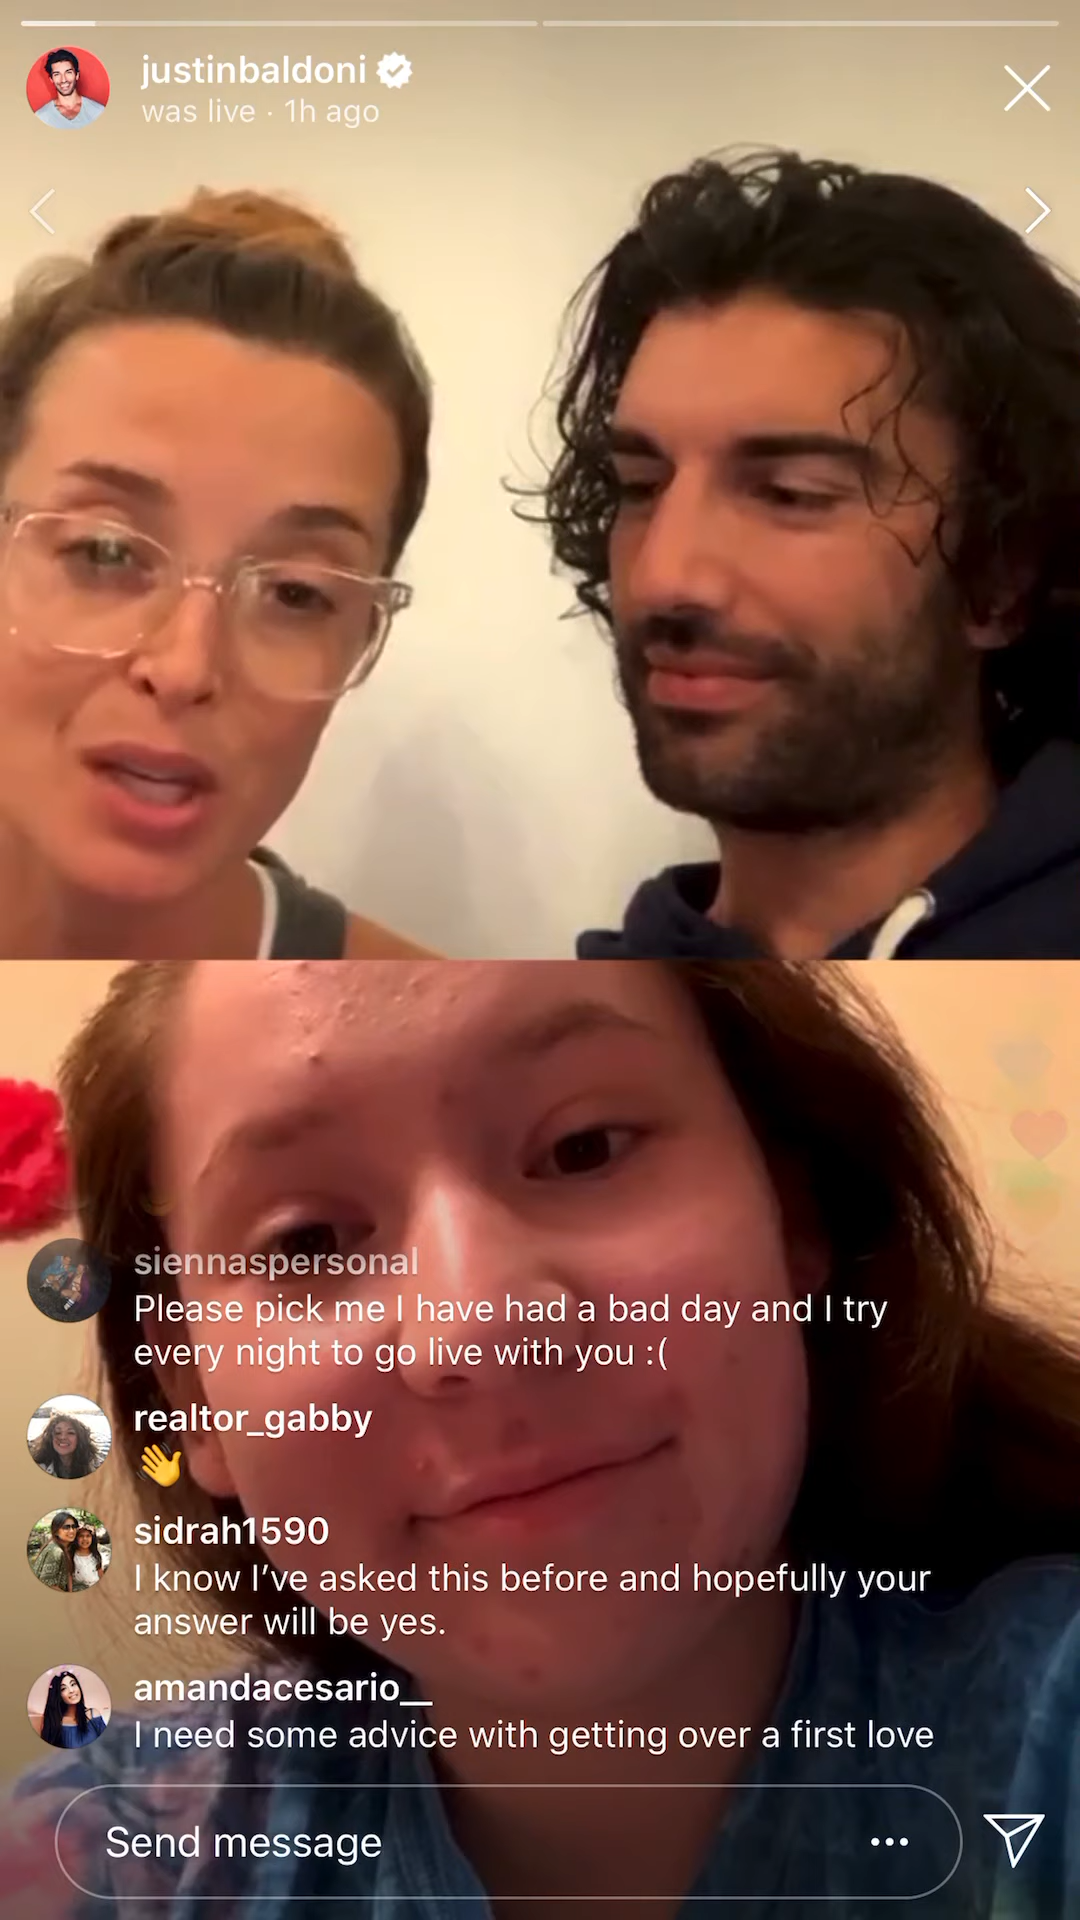 justinbaldoni
was live · 1h ago
siennaspersonal
Please pick me I have had a bad day and I try
every night to go live with you :(
realtor_gabby
👋
sidrah1590
I know I’ve asked this before and hopefully your
answer will be yes.
amandacesario__
I need some advice with getting over a first love
Send message